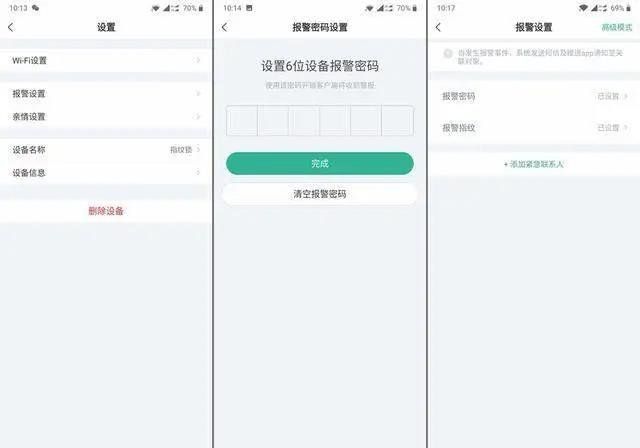 10:13
70%
设置
Wi-Fi设置
报警设置
亲情设置
设备名称
指纹锁
设备信息
删除设备
10:14
70%
报警密码设置
设置6位设备报警密码
使用该密码开锁客户端将收到警报
完成
清空报警密码
10:17
69%
报警设置
高级模式
当发生报警事件，系统发送短信及推送app通知至关
联对象。
报警密码
已设置
报警指纹
已设置
+ 添加紧急联系人